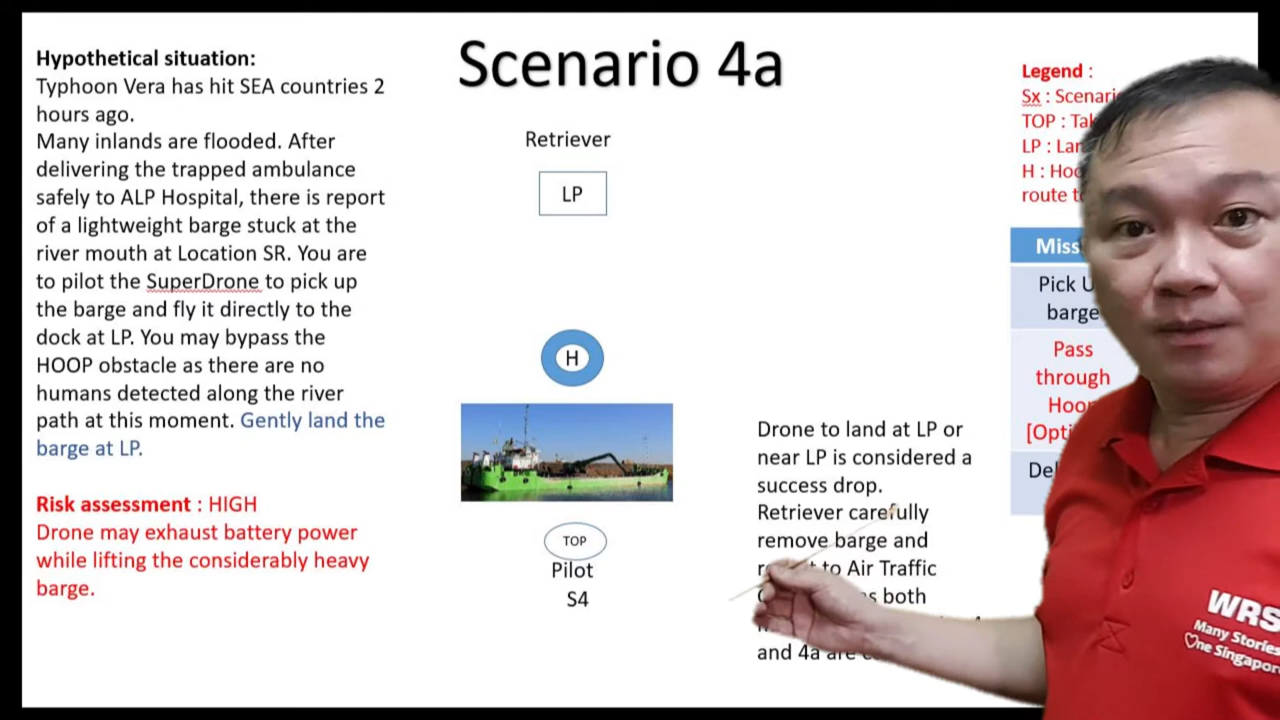 Hypothetical situation:
Typhoon Vera has hit SEA countries 2
hours ago.
Many inlands are flooded. After
delivering the trapped ambulance
safely to ALP Hospital, there is report
of a lightweight barge stuck at the
river mouth at Location SR. You are
to pilot the SuperDrone to pick up
the barge and fly it directly to the
dock at LP. You may bypass the
HOOP obstacle as there are no
humans detected along the river
path at this moment. Gently land the
barge at LP.
Risk assessment : HIGH
Drone may exhaust battery power
while lifting the considerably heavy
barge.
Scenario 4a
Retriever
LP
H
TOP
Pilot
S4
Drone to land at LP or
near LP is considered a
success drop.
Retriever carefully
remove barge and
to Air Traffic
both
and 4a are
Legend :
Sx :
TOP :
LP :
H :
route
Pick
barge
Pass
through
WRS
Many Stories
One Singapore